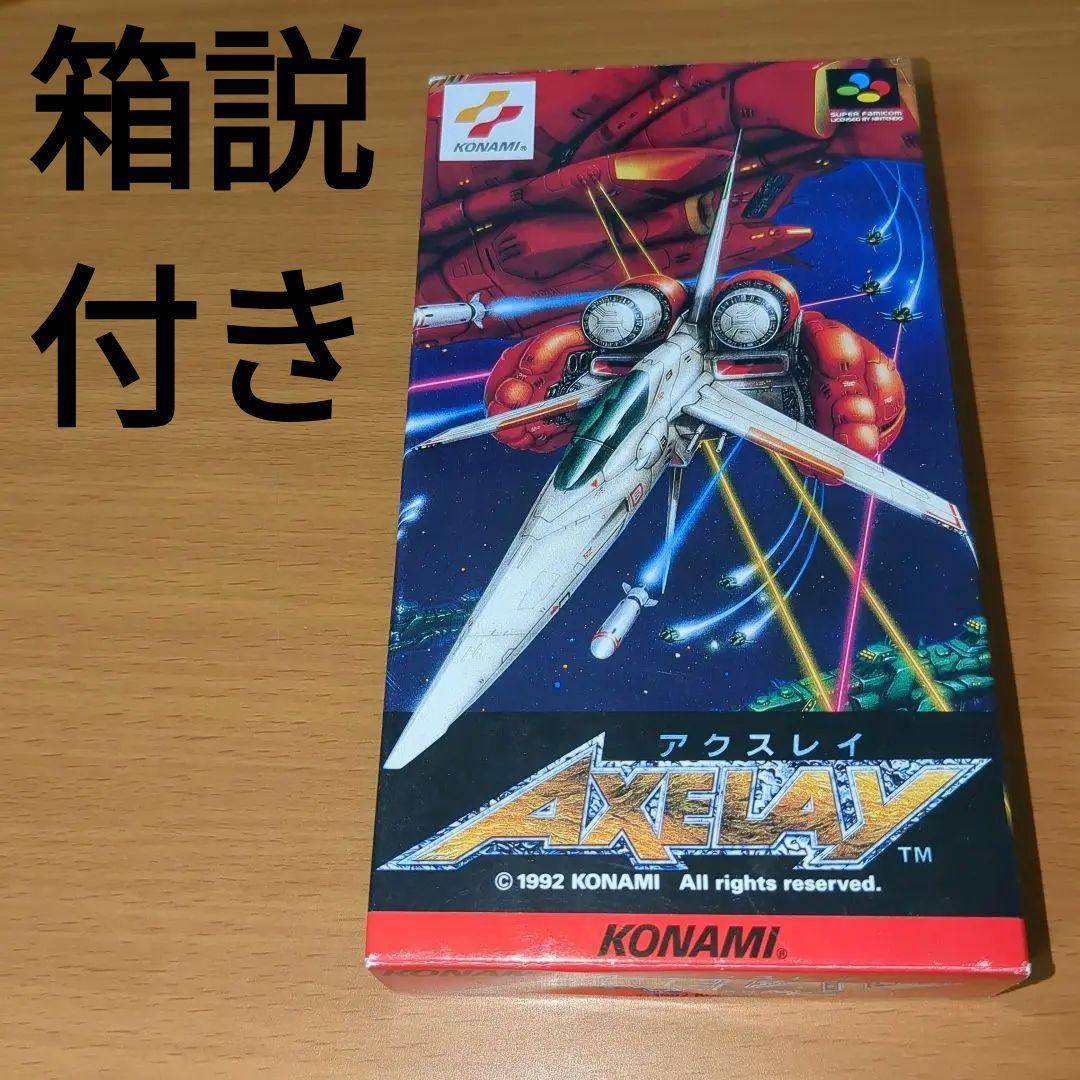 箱説
付き
KONAMI®
SUPER FAMICOM
LICENSED BY NINTENDO
アクスレイ
AXELAY
TM
© 1992 KONAMI All rights reserved.
KONAMI®